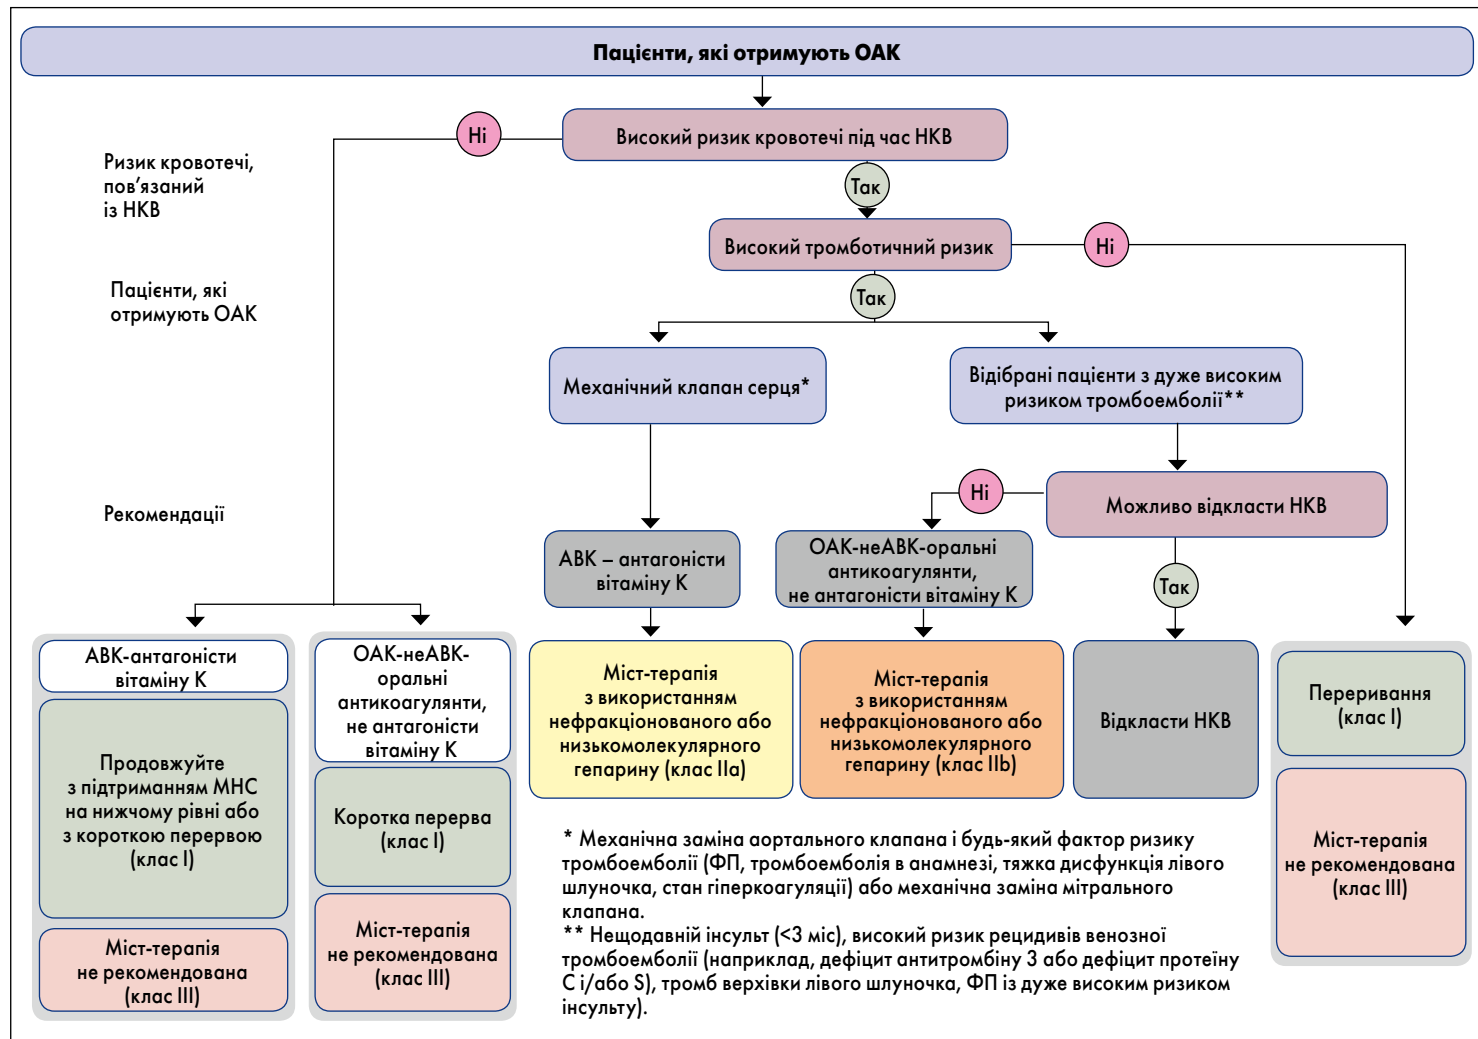 Пацієнти, які отримують ОАК
Ні
Високий ризик кровотечі під час НКВ
Ризик кровотечі,
пов’язаний
із НКВ
Так
Високий тромботичний ризик
Ні
Пацієнти, які
отримують ОАК
Так
Механічний клапан серця*
Відібрані пацієнти з дуже високим
ризиком тромбоемболії**
Рекомендації
Ні
Можливо відкласти НКВ
АВК – антагоністи
вітаміну К
ОАК-неАВК-оральні
антикоагулянти,
не антагоністи вітаміну К
Так
АВК-антагоністи
вітаміну К
Продовжуйте
з підтриманням МНС
на нижчому рівні або
з короткою перервою
(клас I)
Міст-терапія
не рекомендована
(клас III)
ОАК-неАВК-
оральні
антикоагулянти,
не антагоністи
вітаміну К
Коротка перерва
(клас I)
Міст-терапія
не рекомендована
(клас III)
Міст-терапія
з використанням
нефракціонованого або
низькомолекулярного
гепарину (клас IIa)
Міст-терапія
з використанням
нефракціонованого або
низькомолекулярного
гепарину (клас IIb)
Відкласти НКВ
Переривання
(клас I)
Міст-терапія
не рекомендована
(клас III)
* Механічна заміна аортального клапана і будь-який фактор ризику
тромбоемболії (ФП, тромбоемболія в анамнезі, тяжка дисфункція лівого
шлуночка, стан гіперкоагуляції) або механічна заміна мітрального
клапана.
** Нещодавній інсульт (<3 міс), високий ризик рецидивів венозної
тромбоемболії (наприклад, дефіцит антитромбіну 3 або дефіцит протеїну
С і/або S), тромб верхівки лівого шлуночка, ФП із дуже високим ризиком
інсульту).